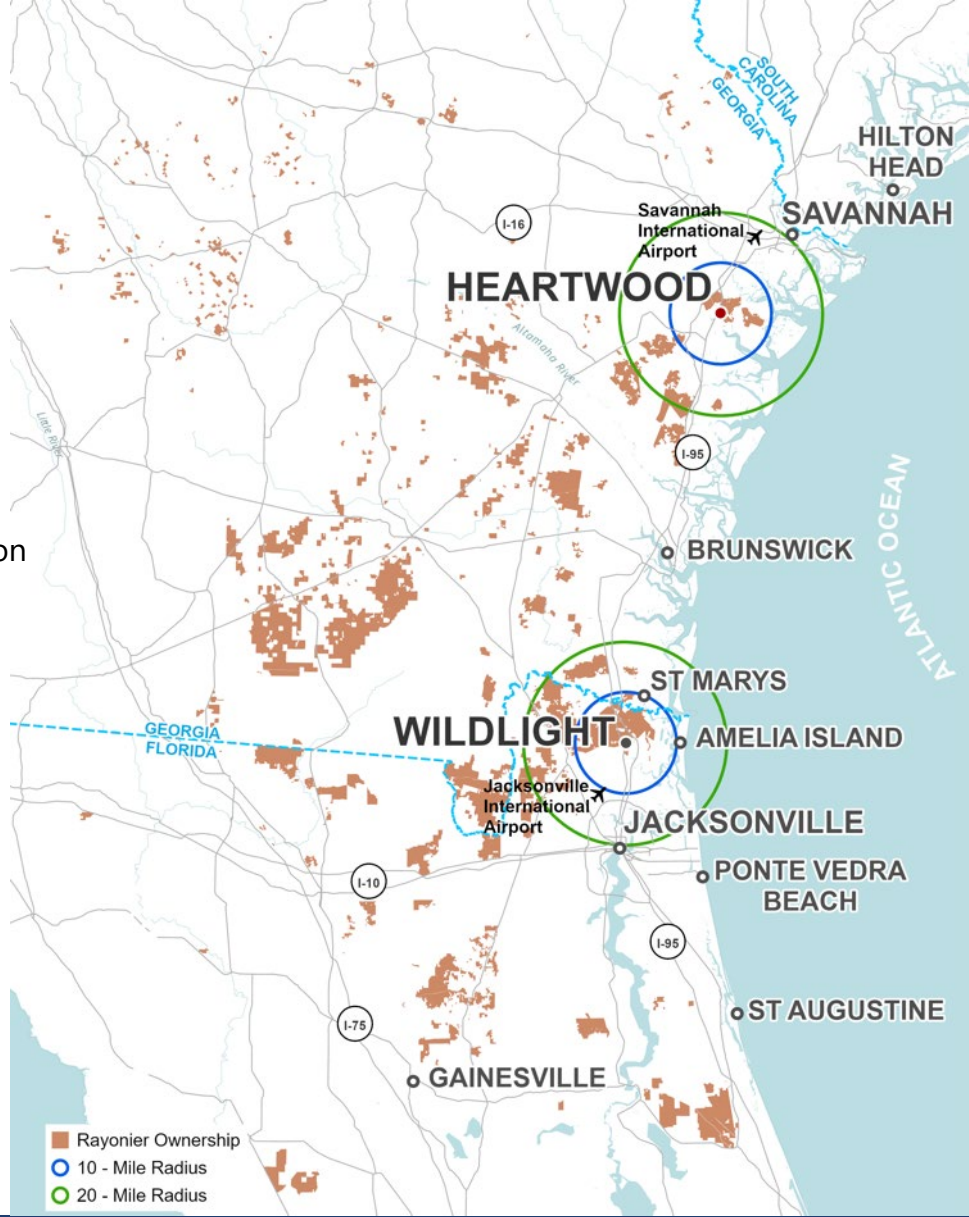 SOUTH
CAROLINA
GEORGIA
HILTON
HEAD
SAVANNAH
Savannah
International
Airport
I-16
HEARTWOOD
Altamaha River
Little River
I-95
ATLANTIC OCEAN
on
BRUNSWICK
ST MARYS
WILDLIGHT
AMELIA ISLAND
GEORGIA
FLORIDA
Jacksonville
International
Airport
JACKSONVILLE
PONTE VEDRA
BEACH
I-10
I-95
ST AUGUSTINE
I-75
GAINESVILLE
Rayonier Ownership
10 - Mile Radius
20 - Mile Radius